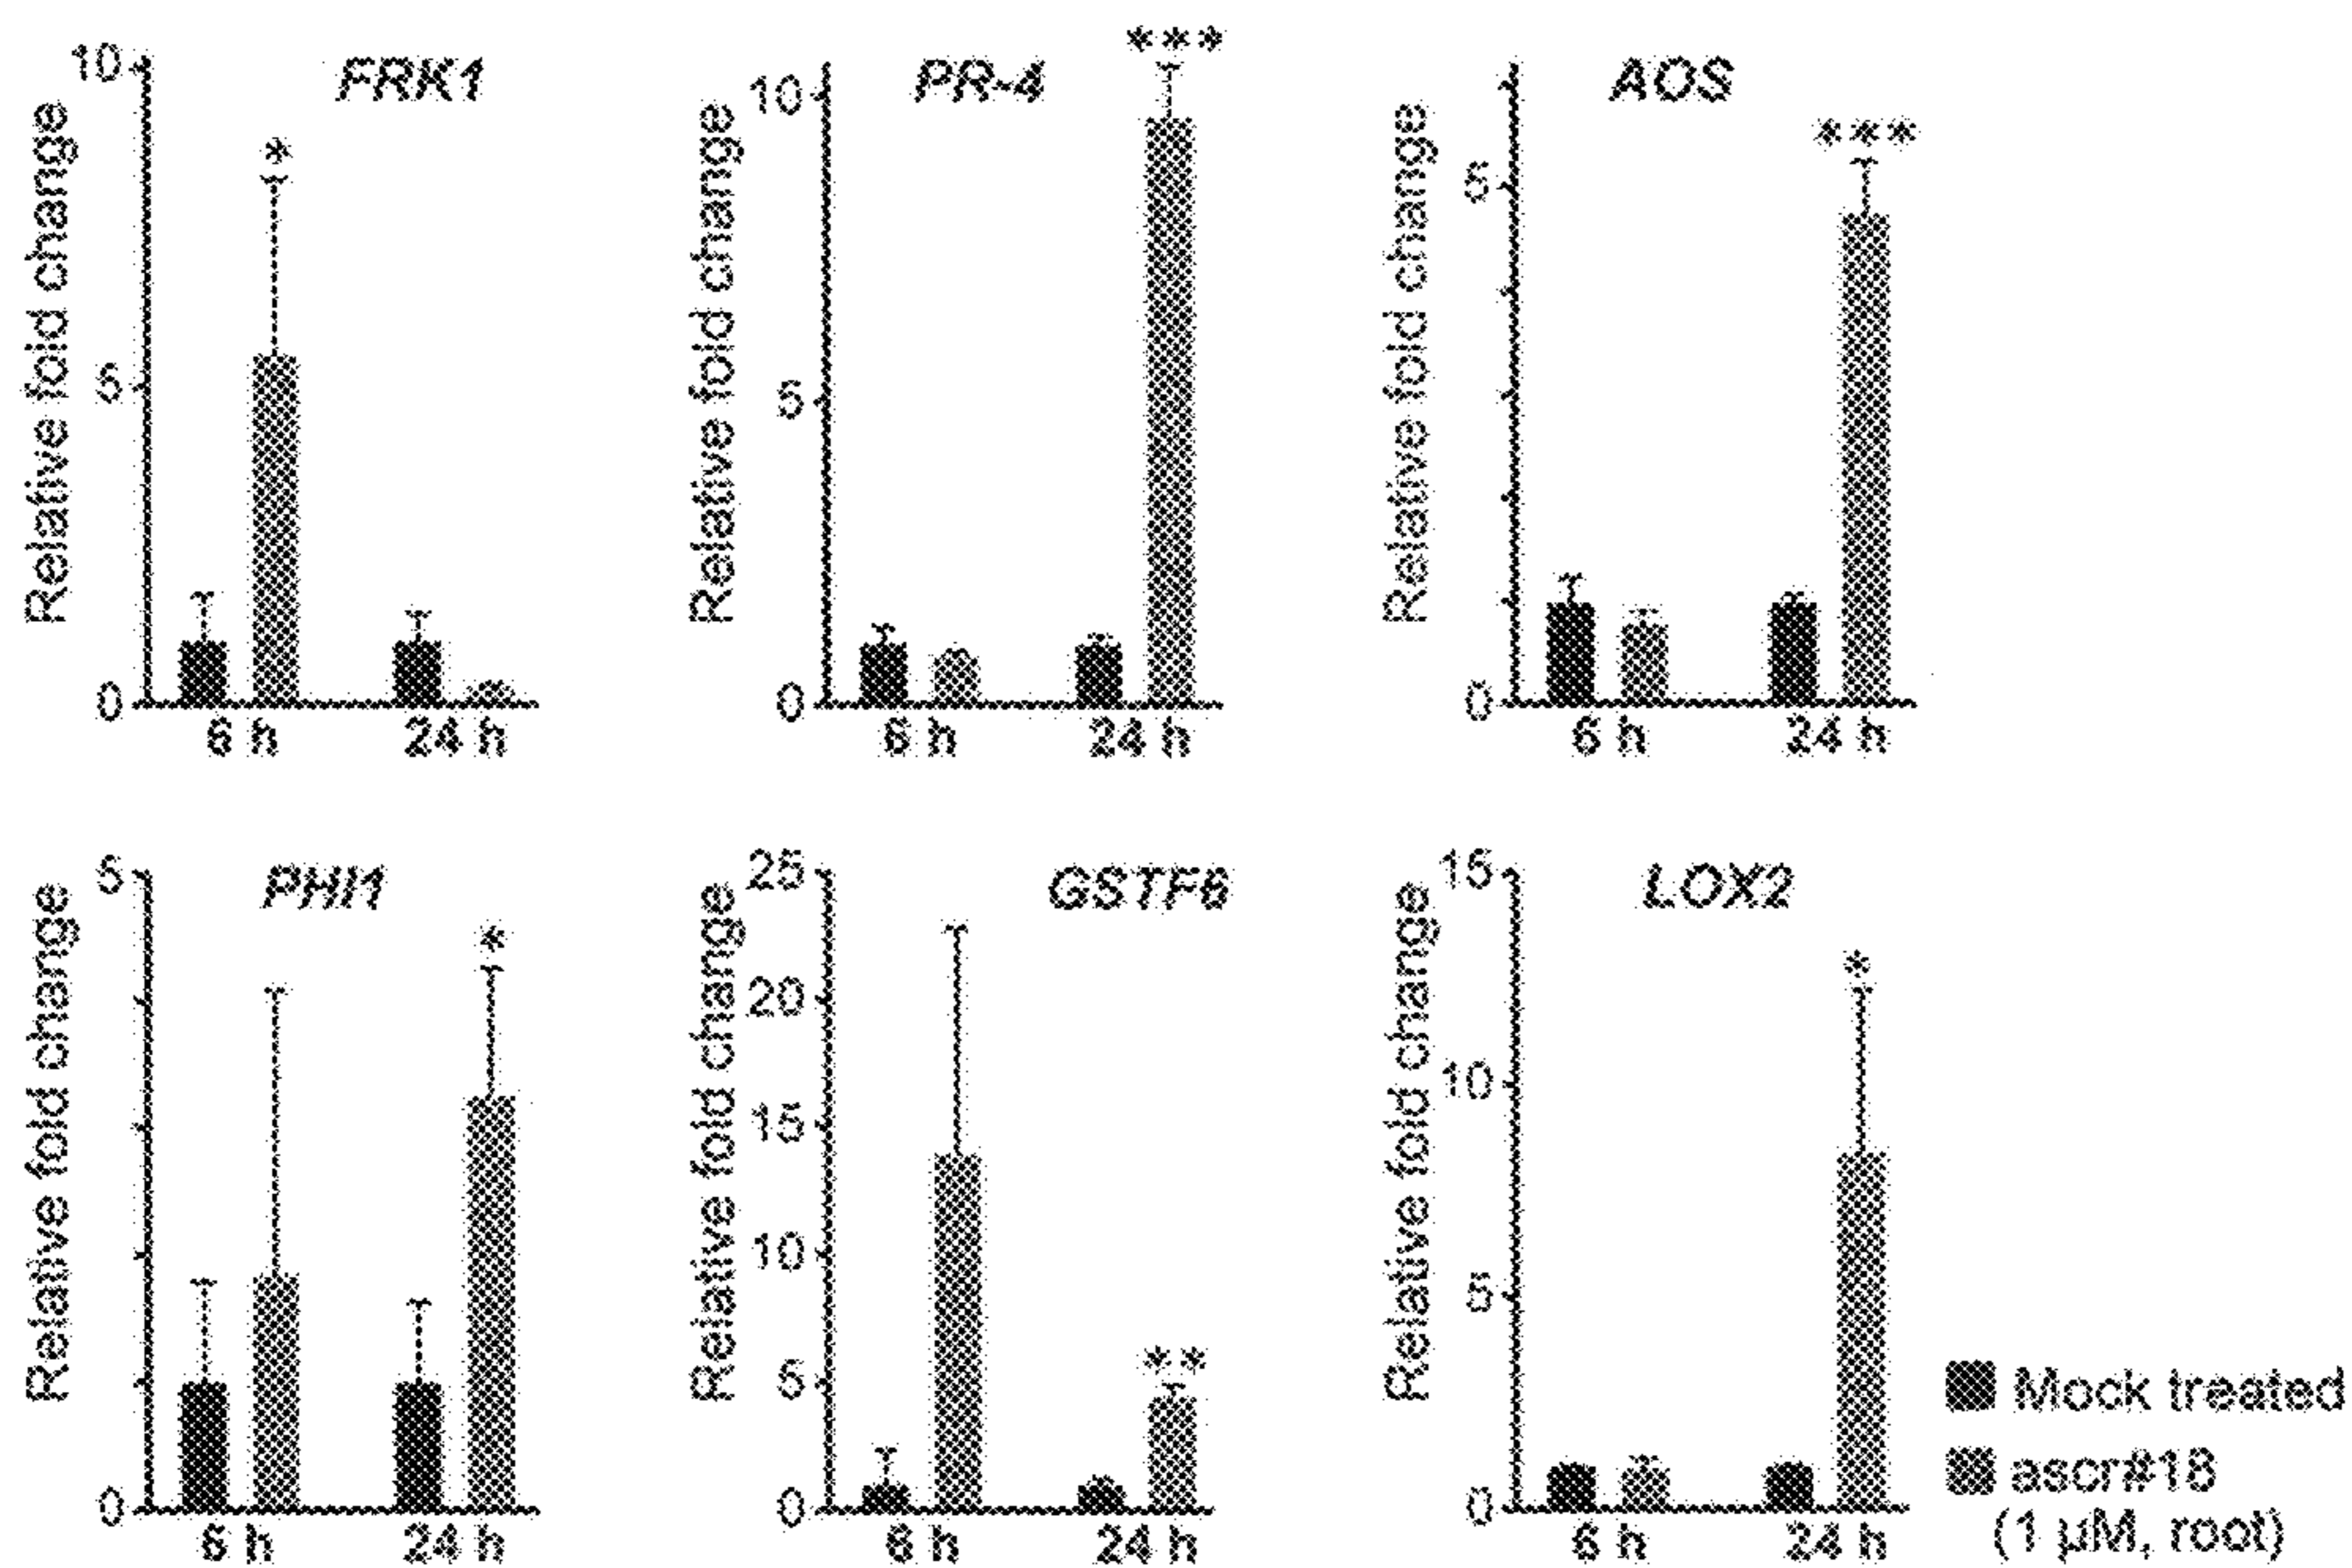 FRK1
Relative fold change
10
5
0
*
6 h
24 h
PR-4
Relative fold change
10
5
0
***
6 h
24 h
AOS
Relative fold change
5
0
***
6 h
24 h
PHI1
Relative fold change
5
0
*
6 h
24 h
GSTF6
Relative fold change
25
20
15
10
5
0
**
6 h
24 h
LOX2
Relative fold change
15
10
5
0
*
6 h
24 h
Mock treated
ascr#18
(1 µM, root)